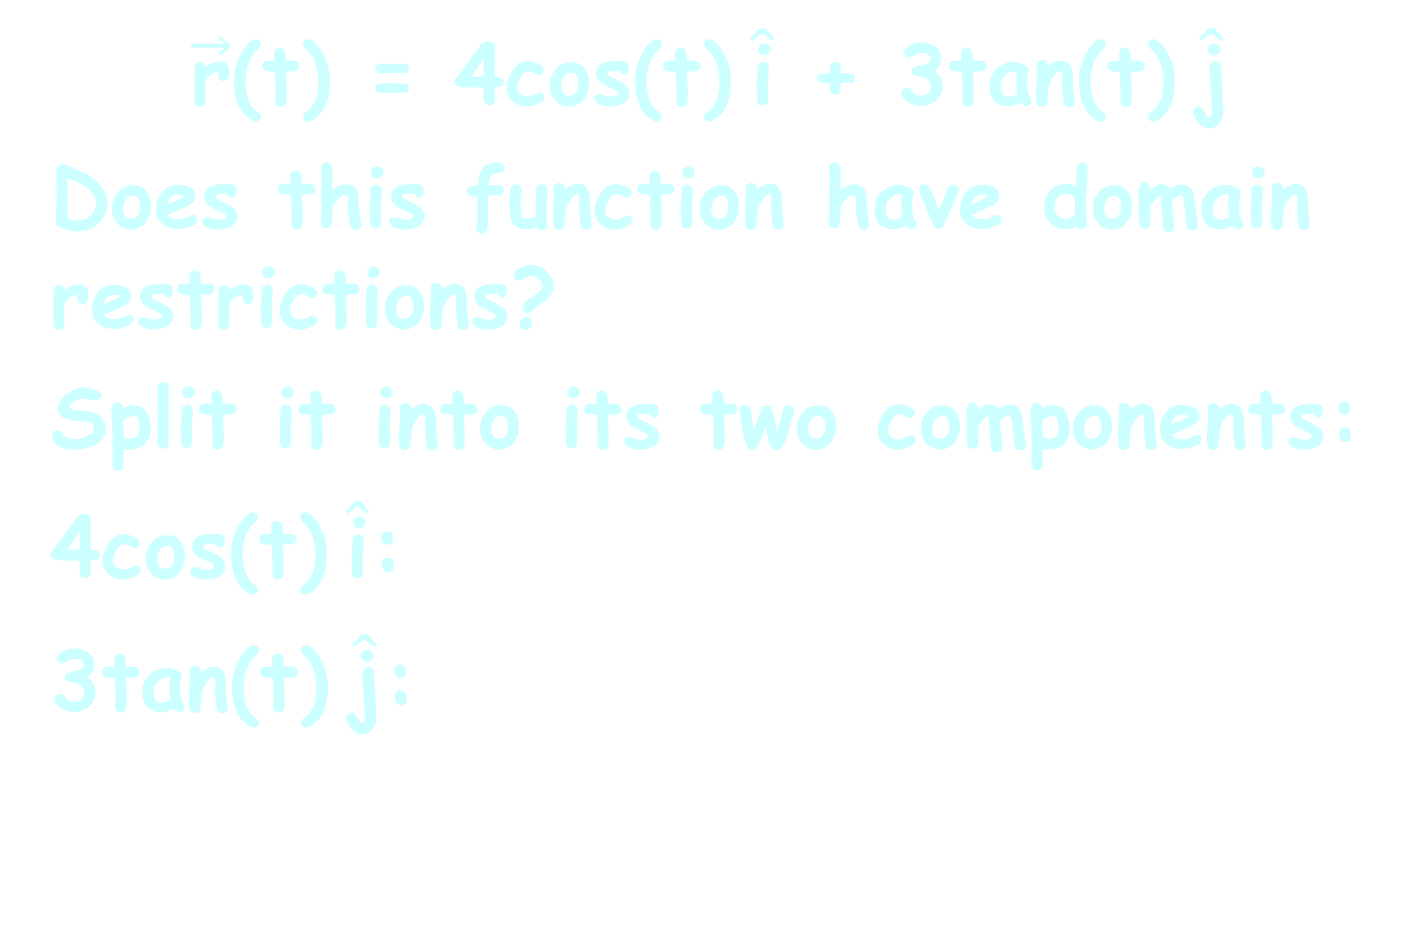 r⃗(t) = 4cos(t) î + 3tan(t) ĵ
Does this function have domain
restrictions?
Split it into its two components:
4cos(t) î:
3tan(t) ĵ: